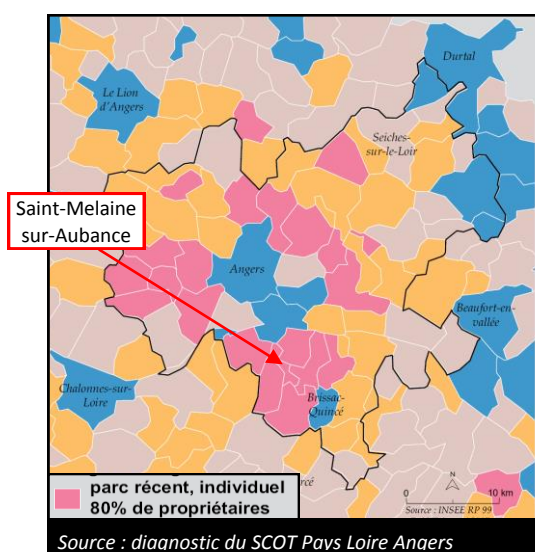 Durtal
Le Lion
d'Angers
Seiches-
sur-le-Loir
Saint-Melaine
sur-Aubance
Angers
Beaufort-en-
vallée
Chalonnes-sur-
Loire
Brissac-
Quincé
parc récent, individuel
80% de propriétaires
N
0 10 km
Source : INSEE RP 99
Source : diagnostic du SCOT Pays Loire Angers